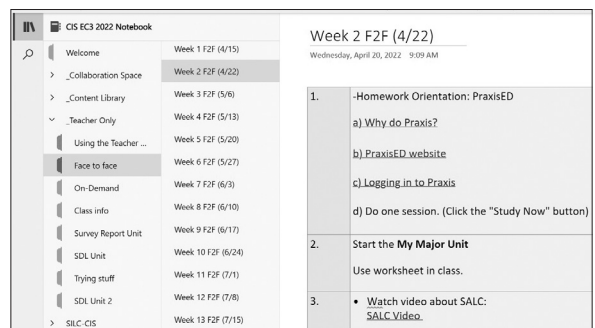 CIS EC3 2022 Notebook
Welcome
_Collaboration Space
_Content Library
_Teacher Only
Using the Teacher ...
Face to face
On-Demand
Class info
Survey Report Unit
SDL Unit
Trying stuff
SDL Unit 2
SILC-CIS
Week 1 F2F (4/15)
Week 2 F2F (4/22)
Week 3 F2F (5/6)
Week 4 F2F (5/13)
Week 5 F2F (5/20)
Week 6 F2F (5/27)
Week 7 F2F (6/3)
Week 8 F2F (6/10)
Week 9 F2F (6/17)
Week 10 F2F (6/24)
Week 11 F2F (7/1)
Week 12 F2F (7/8)
Week 13 F2F (7/15)
Week 2 F2F (4/22)
Wednesday, April 20, 2022 9:09 AM
1. -Homework Orientation: PraxisED
a) Why do Praxis?
b) PraxisED website
c) Logging in to Praxis
d) Do one session. (Click the "Study Now" button)
2. Start the My Major Unit
Use worksheet in class.
3. • Watch video about SALC:
SALC Video